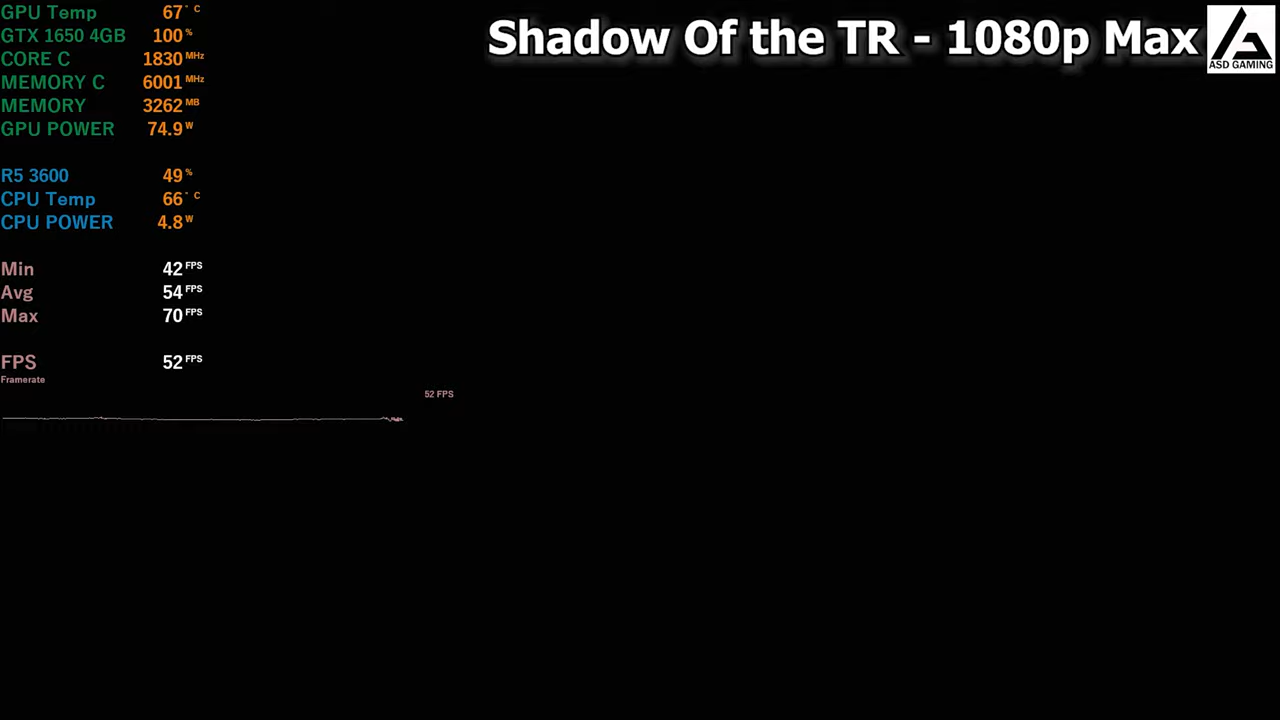 GPU Temp 67°C
GTX 1650 4GB 100%
CORE C 1830 MHz
MEMORY C 6001 MHz
MEMORY 3262 MB
GPU POWER 74.9 W
R5 3600 49%
CPU Temp 66°C
CPU POWER 4.8 W
Min 42 FPS
Avg 54 FPS
Max 70 FPS
FPS 52 FPS
Framerate
52 FPS
Shadow Of the TR - 1080p Max
ASD GAMING